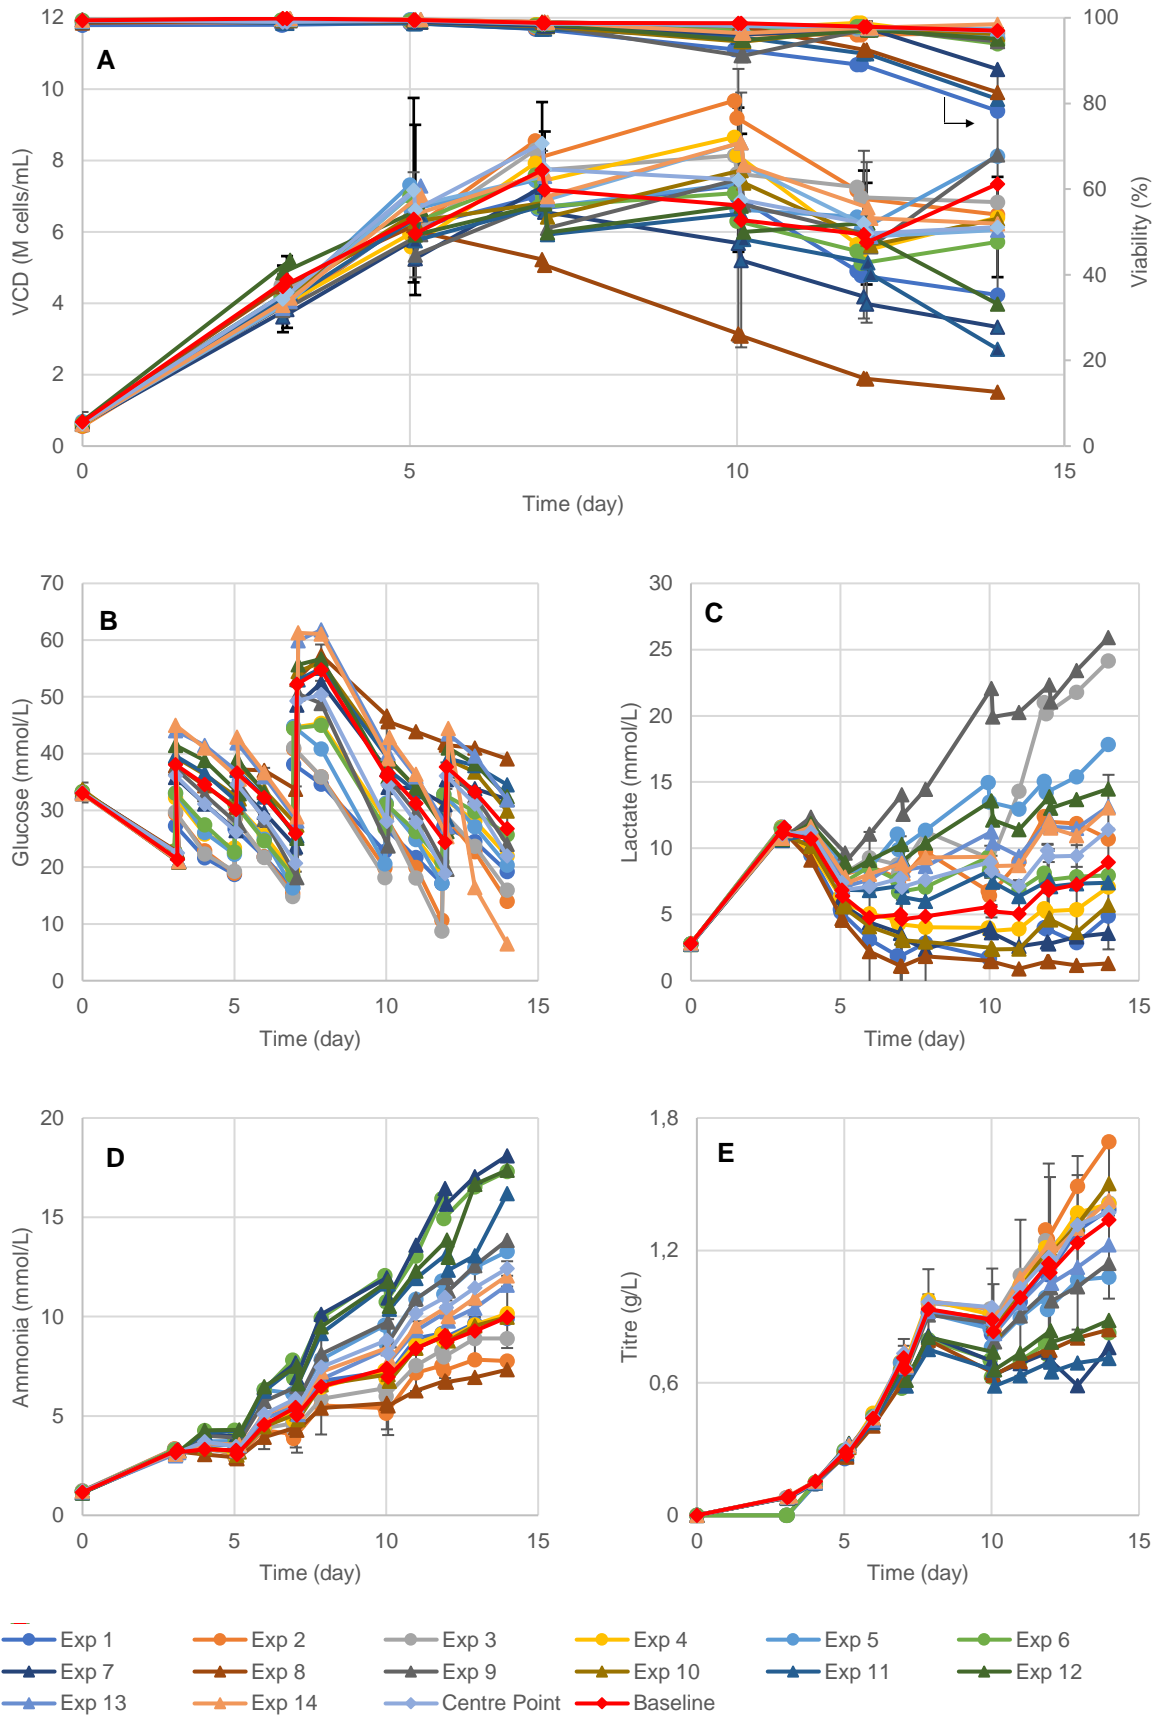 12 100
A
10 80
8 60
6 40
4 20
2
0 0
VCD (M cells/mL)
Viability (%)
0 5 10 15
Time (day)
B
70
60
50
40
30
20
10
0
Glucose (mmol/L)
0 5 10 15
Time (day)
C
30
25
20
15
10
5
0
Lactate (mmol/L)
0 5 10 15
Time (day)
D
20
15
10
5
0
Ammonia (mmol/L)
0 5 10 15
Time (day)
E
1,8
1,2
0,6
0
Titre (g/L)
0 5 10 15
Time (day)
Exp 1 Exp 2 Exp 3 Exp 4 Exp 5 Exp 6
Exp 7 Exp 8 Exp 9 Exp 10 Exp 11 Exp 12
Exp 13 Exp 14 Centre Point Baseline